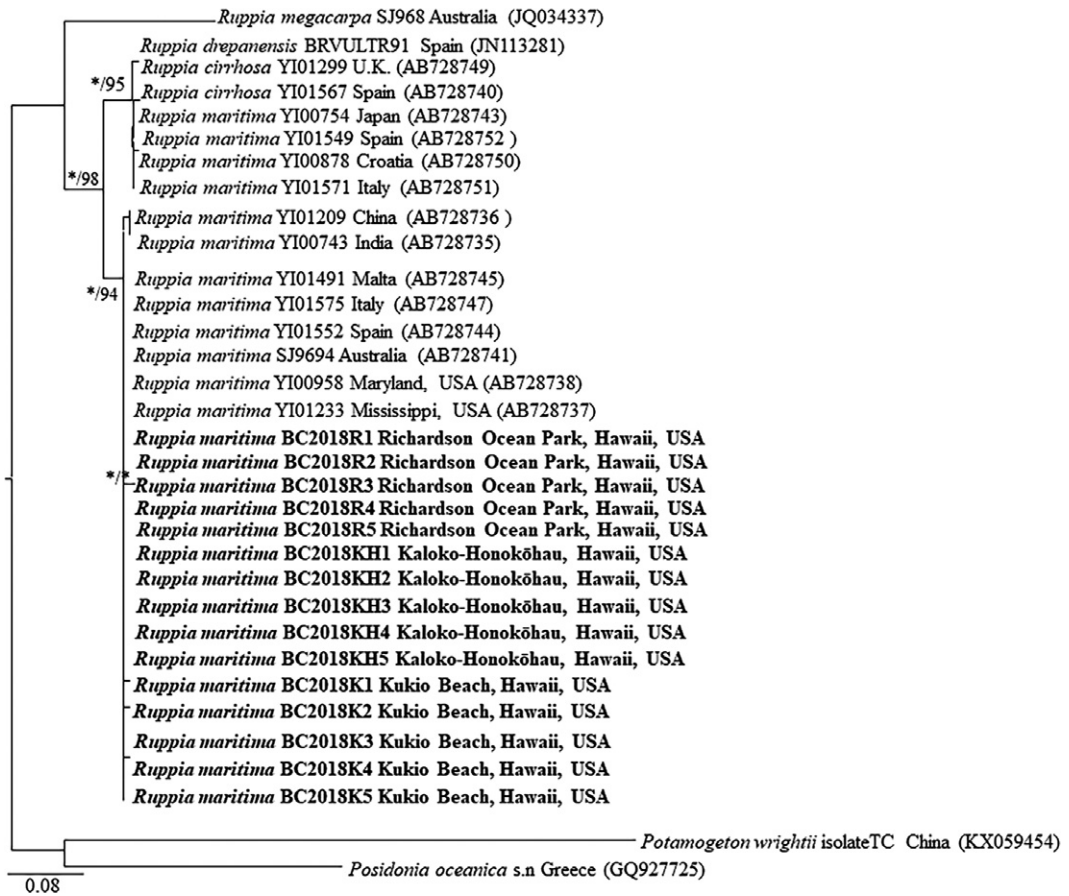 Ruppia megacarpa SJ968 Australia (JQ034337)
Ruppia drepanensis BRVULTR91 Spain (JN113281)
*/95
Ruppia cirrhosa YI01299 U.K. (AB728749)
Ruppia cirrhosa YI01567 Spain (AB728740)
Ruppia maritima YI00754 Japan (AB728743)
Ruppia maritima YI01549 Spain (AB728752 )
Ruppia maritima YI00878 Croatia (AB728750)
*/98
Ruppia maritima YI01571 Italy (AB728751)
Ruppia maritima YI01209 China (AB728736 )
Ruppia maritima YI00743 India (AB728735)
Ruppia maritima YI01491 Malta (AB728745)
*/94
Ruppia maritima YI01575 Italy (AB728747)
Ruppia maritima YI01552 Spain (AB728744)
Ruppia maritima SJ9694 Australia (AB728741)
Ruppia maritima YI00958 Maryland, USA (AB728738)
Ruppia maritima YI01233 Mississippi, USA (AB728737)
Ruppia maritima BC2018R1 Richardson Ocean Park, Hawaii, USA
Ruppia maritima BC2018R2 Richardson Ocean Park, Hawaii, USA
*/*
Ruppia maritima BC2018R3 Richardson Ocean Park, Hawaii, USA
Ruppia maritima BC2018R4 Richardson Ocean Park, Hawaii, USA
Ruppia maritima BC2018R5 Richardson Ocean Park, Hawaii, USA
Ruppia maritima BC2018KH1 Kaloko-Honokōhau, Hawaii, USA
Ruppia maritima BC2018KH2 Kaloko-Honokōhau, Hawaii, USA
Ruppia maritima BC2018KH3 Kaloko-Honokōhau, Hawaii, USA
Ruppia maritima BC2018KH4 Kaloko-Honokōhau, Hawaii, USA
Ruppia maritima BC2018KH5 Kaloko-Honokōhau, Hawaii, USA
Ruppia maritima BC2018K1 Kukio Beach, Hawaii, USA
Ruppia maritima BC2018K2 Kukio Beach, Hawaii, USA
Ruppia maritima BC2018K3 Kukio Beach, Hawaii, USA
Ruppia maritima BC2018K4 Kukio Beach, Hawaii, USA
Ruppia maritima BC2018K5 Kukio Beach, Hawaii, USA
Potamogeton wrightii isolateTC China (KX059454)
Posidonia oceanica s.n Greece (GQ927725)
0.08